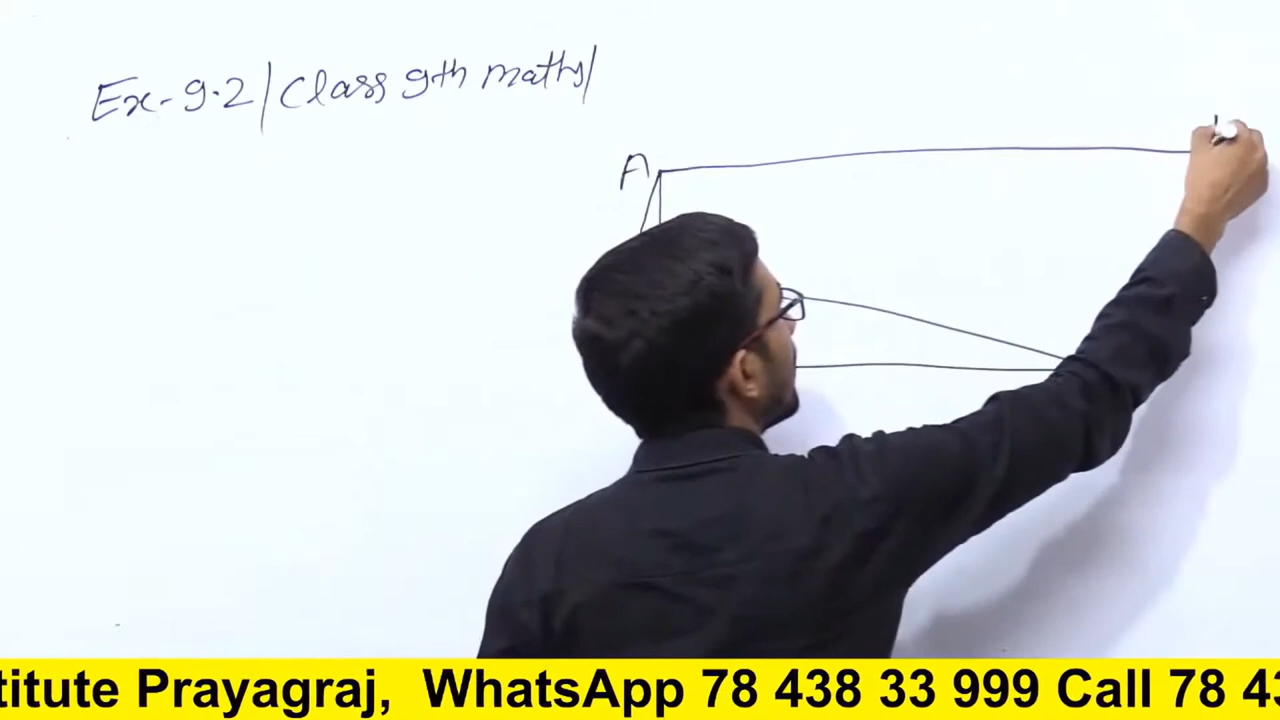 Ex-9.2/Class 9th maths/
A
titute Prayagraj, WhatsApp 78 438 33 999 Call 78 43